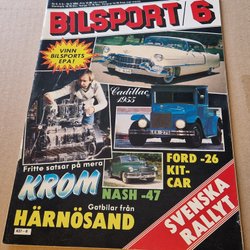 BILSPORT/6
VINN
BILSPORTS
EPA!
Cadillac
1955
Fritte satsar på mera
KROM
FORD -26
KIT-
CAR
NASH -47
Gatbilar från
HÄRNÖSAND
SVENSKA
RALLYT